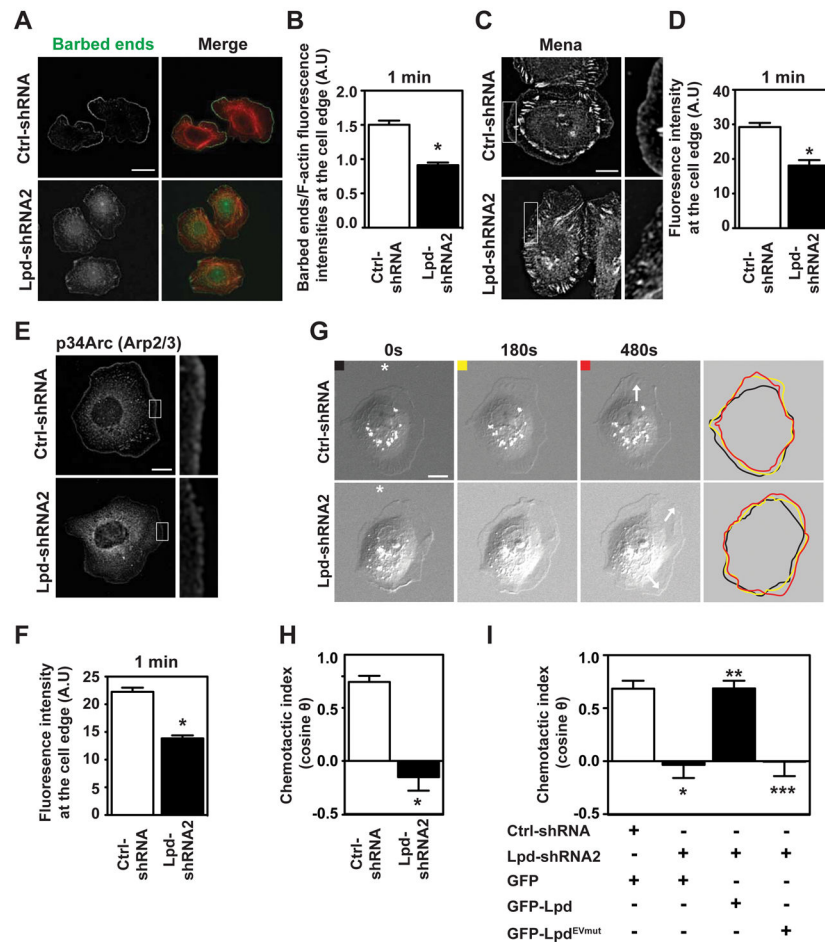 A
Barbed ends
Merge
Ctrl-shRNA
Lpd-shRNA2
B
1 min
Barbed ends/F-actin fluorescence
intensities at the cell edge (A.U)
2.0
1.5
1.0
0.5
0.0
*
Ctrl-
shRNA
Lpd-
shRNA2
C
Mena
Ctrl-shRNA
Lpd-shRNA2
D
1 min
Fluoresence intensity
at the cell edge (A.U)
40
30
20
10
0
*
Ctrl-
shRNA
Lpd-
shRNA2
E
p34Arc (Arp2/3)
Ctrl-shRNA
Lpd-shRNA2
G
0s 180s 480s
*
Ctrl-shRNA
*
Lpd-shRNA2
F
1 min
Fluoresence intensity
at the cell edge (A.U)
25
20
15
10
5
0
*
Ctrl-
shRNA
Lpd-
shRNA2
H
Chemotactic index
(cosine θ)
1.0
0.5
-0.0
-0.5
*
Ctrl-
shRNA
Lpd-
shRNA2
I
Chemotactic index
(cosine θ)
1.0
0.5
-0.0
-0.5
*
**
***
Ctrl-shRNA + - - -
Lpd-shRNA2 - + + +
GFP + + - -
GFP-Lpd - - + -
GFP-LpdEVmut - - - +